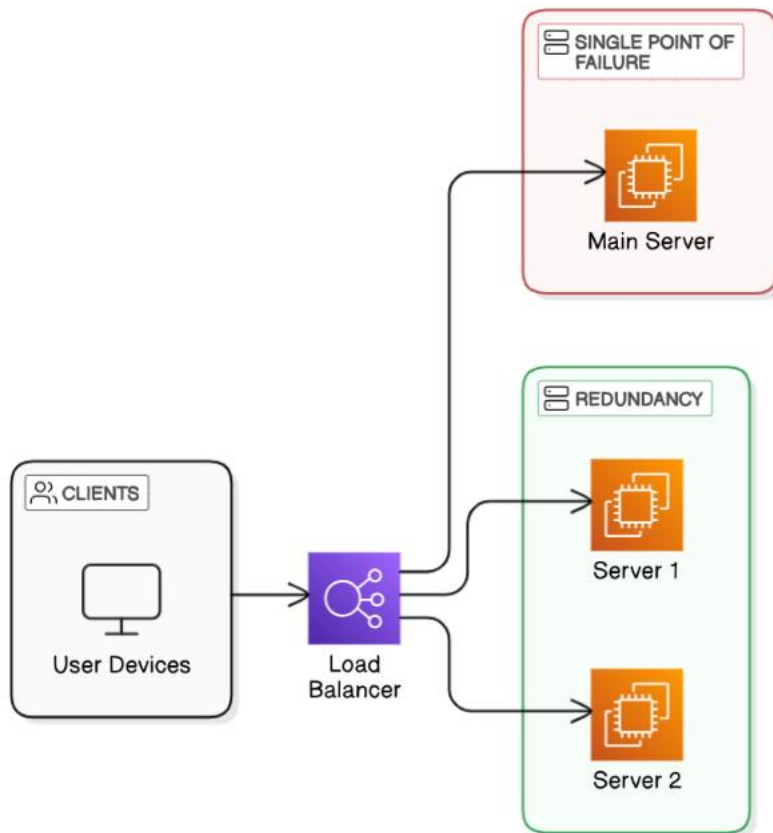 SINGLE POINT OF
FAILURE
Main Server
REDUNDANCY
CLIENTS
Server 1
User Devices
Load
Balancer
Server 2